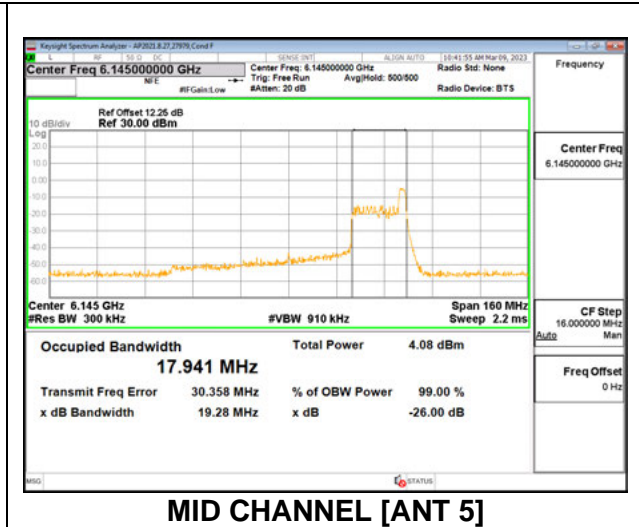 Keysight Spectrum Analyzer - AP2021.8.27,27979,Cond F
L RF 50 Ω DC SENSE:INT ALIGN AUTO 10:41:55 AM Mar 09, 2023
Center Freq 6.145000000 GHz
NFE
#IFGain:Low
Center Freq: 6.145000000 GHz
Trig: Free Run Avg|Hold: 500/500
#Atten: 20 dB
Radio Std: None
Radio Device: BTS
Frequency
Ref Offset 12.25 dB
10 dB/div Ref 30.00 dBm
Log
20.0
10.0
0.00
-10.0
-20.0
-30.0
-40.0
-50.0
-60.0
Center Freq
6.145000000 GHz
Center 6.145 GHz Span 160 MHz
#Res BW 300 kHz #VBW 910 kHz Sweep 2.2 ms
CF Step
16.000000 MHz
Auto Man
Occupied Bandwidth Total Power 4.08 dBm
17.941 MHz
Transmit Freq Error 30.358 MHz % of OBW Power 99.00 %
x dB Bandwidth 19.28 MHz x dB -26.00 dB
Freq Offset
0 Hz
MSG STATUS
MID CHANNEL [ANT 5]